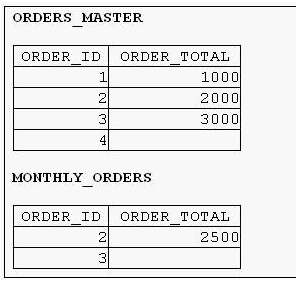 ORDERS_MASTER
ORDER_ID ORDER_TOTAL
1 1000
2 2000
3 3000
4
MONTHLY_ORDERS
ORDER_ID ORDER_TOTAL
2 2500
3